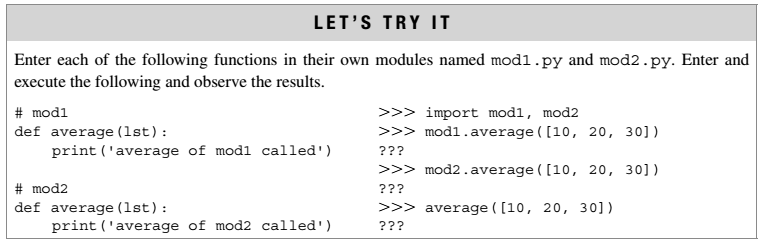 LET'S TRY IT
Enter each of the following functions in their own modules named mod1.py and mod2.py. Enter and
execute the following and observe the results.
# mod1
def average(lst):
    print('average of mod1 called')
# mod2
def average(lst):
    print('average of mod2 called')
>>> import mod1, mod2
>>> mod1.average([10, 20, 30])
???
>>> mod2.average([10, 20, 30])
???
>>> average([10, 20, 30])
???